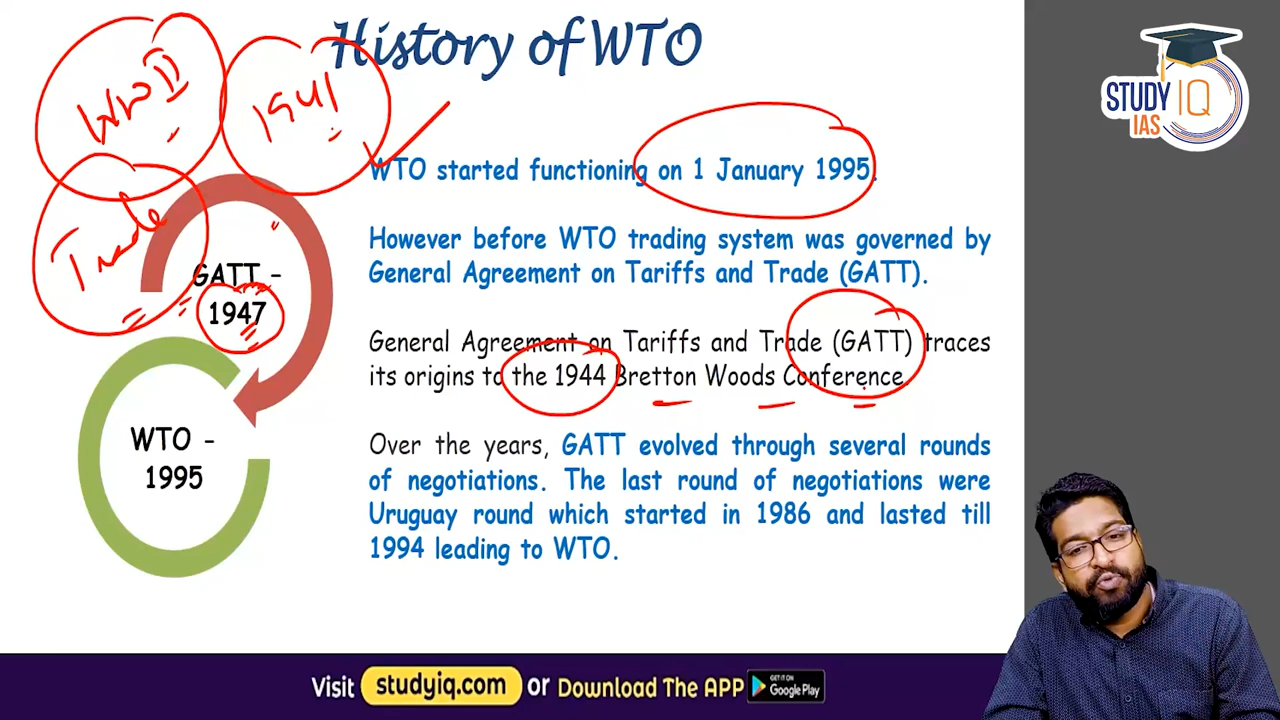 History of WTO
WW II
1941
Trade
STUDY IQ
IAS
WTO started functioning on 1 January 1995.
However before WTO trading system was governed by
General Agreement on Tariffs and Trade (GATT).
GATT -
1947
General Agreement on Tariffs and Trade (GATT) traces
its origins to the 1944 Bretton Woods Conference.
WTO -
1995
Over the years, GATT evolved through several rounds
of negotiations. The last round of negotiations were
Uruguay round which started in 1986 and lasted till
1994 leading to WTO.
Visit studyiq.com or Download The APP GET IT ON Google Play